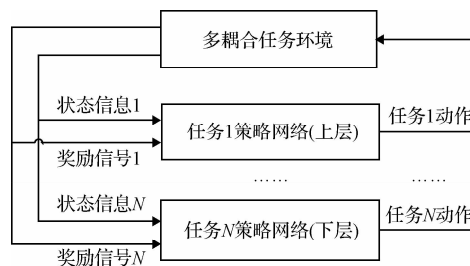 多耦合任务环境
状态信息1
任务1策略网络(上层)
任务1动作
奖励信号1
…… ……
状态信息N
任务N策略网络(下层)
任务N动作
奖励信号N